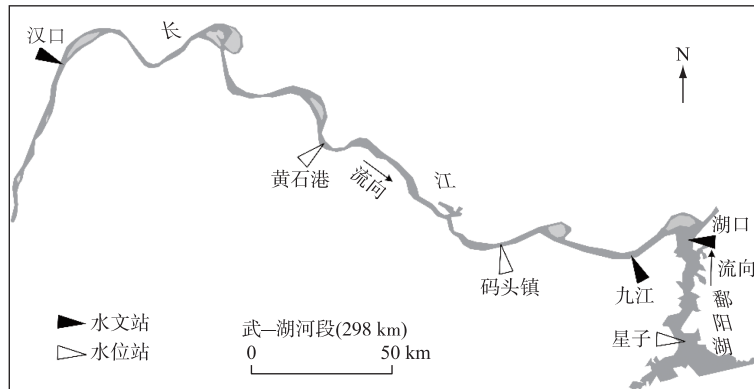 汉口
长
N
黄石港
流向
江
湖口
码头镇
九江
流向
鄱阳湖
星子
水文站
水位站
武—湖河段(298 km)
0 50 km